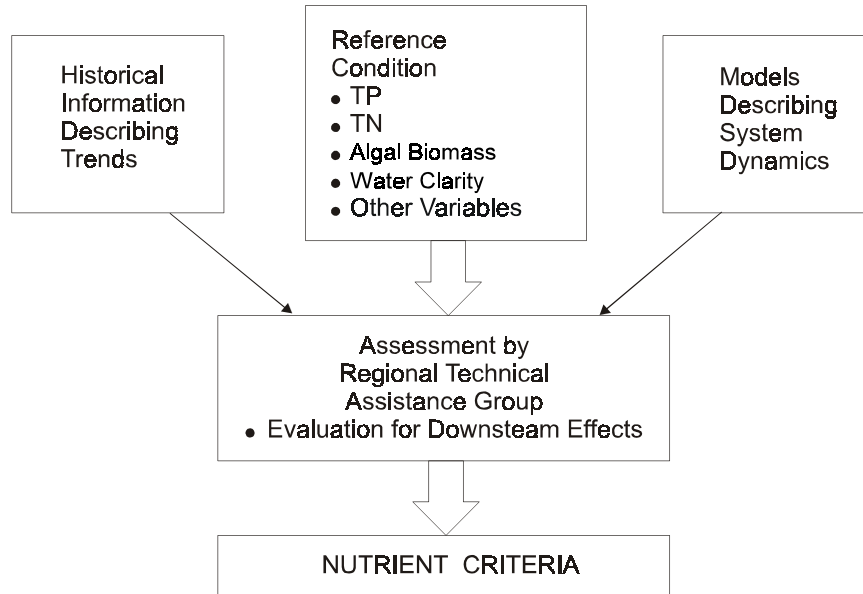 Historical
Information
Describing
Trends
Reference
Condition
• TP
• TN
• Algal Biomass
• Water Clarity
• Other Variables
Models
Describing
System
Dynamics
Assessment by
Regional Technical
Assistance Group
• Evaluation for Downsteam Effects
NUTRIENT CRITERIA